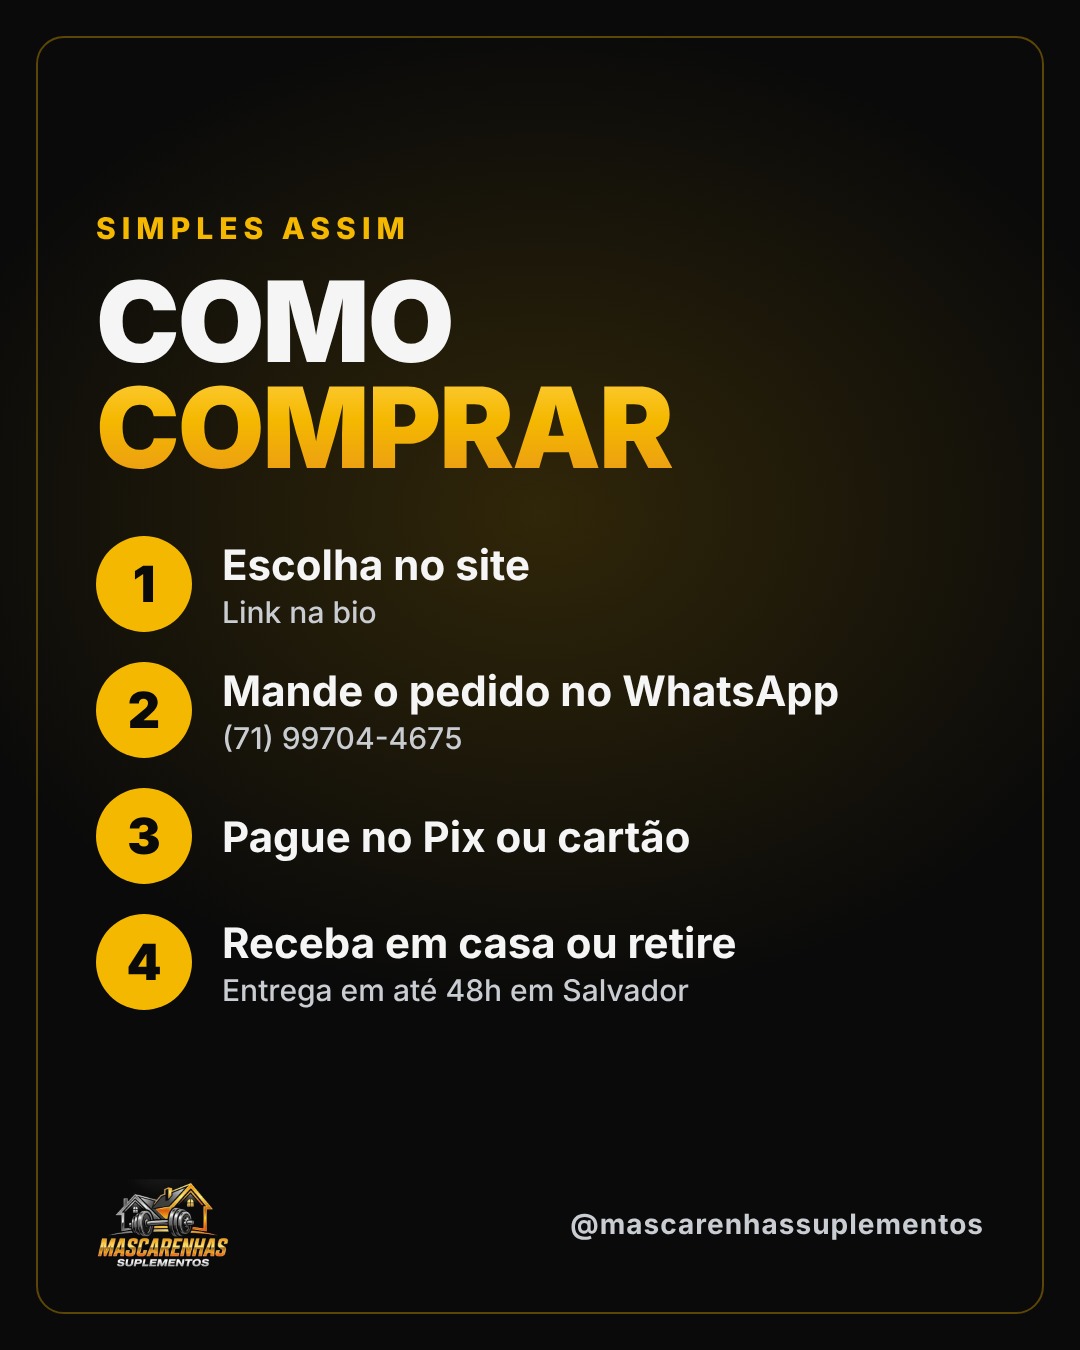 SIMPLES ASSIM
COMO
COMPRAR
1
Escolha no site
Link na bio
2
Mande o pedido no WhatsApp
(71) 99704-4675
3
Pague no Pix ou cartão
4
Receba em casa ou retire
Entrega em até 48h em Salvador
MASCARENHAS
SUPLEMENTOS
@mascarenhassuplementos